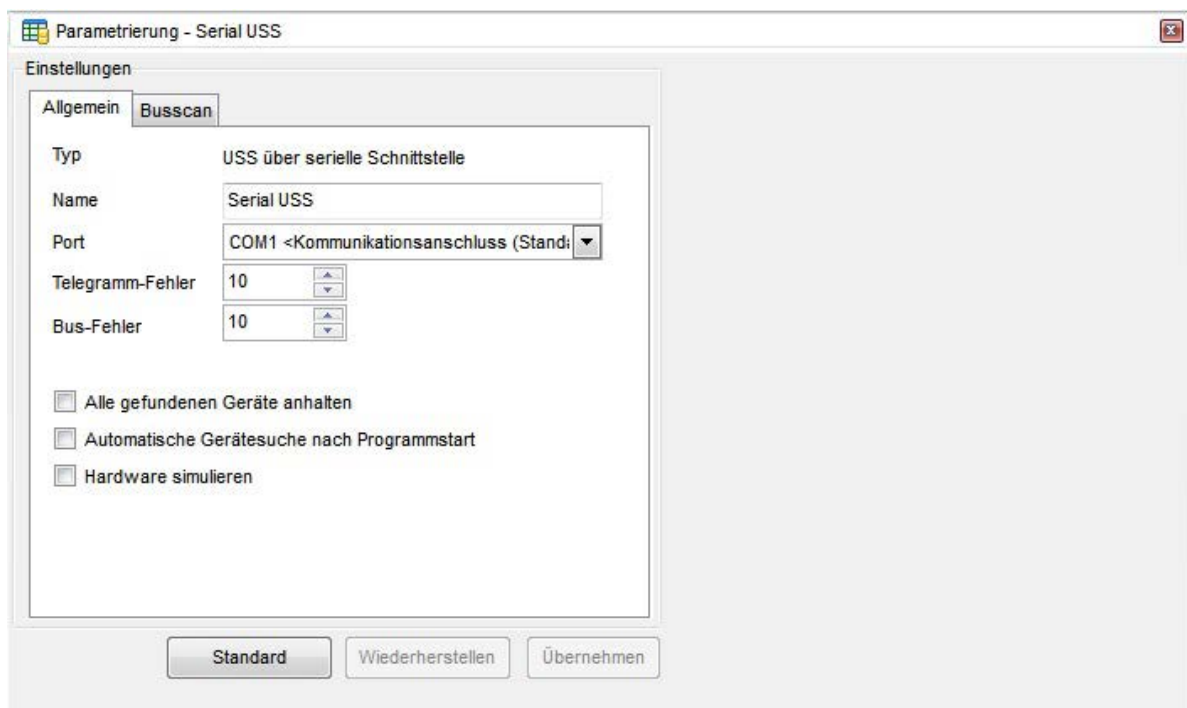 Parametrierung - Serial USS
Einstellungen
Allgemein Busscan
Typ USS über serielle Schnittstelle
Name Serial USS
Port COM1 <Kommunikationsanschluss (Standa
Telegramm-Fehler 10
Bus-Fehler 10
Alle gefundenen Geräte anhalten
Automatische Gerätesuche nach Programmstart
Hardware simulieren
Standard Wiederherstellen Übernehmen